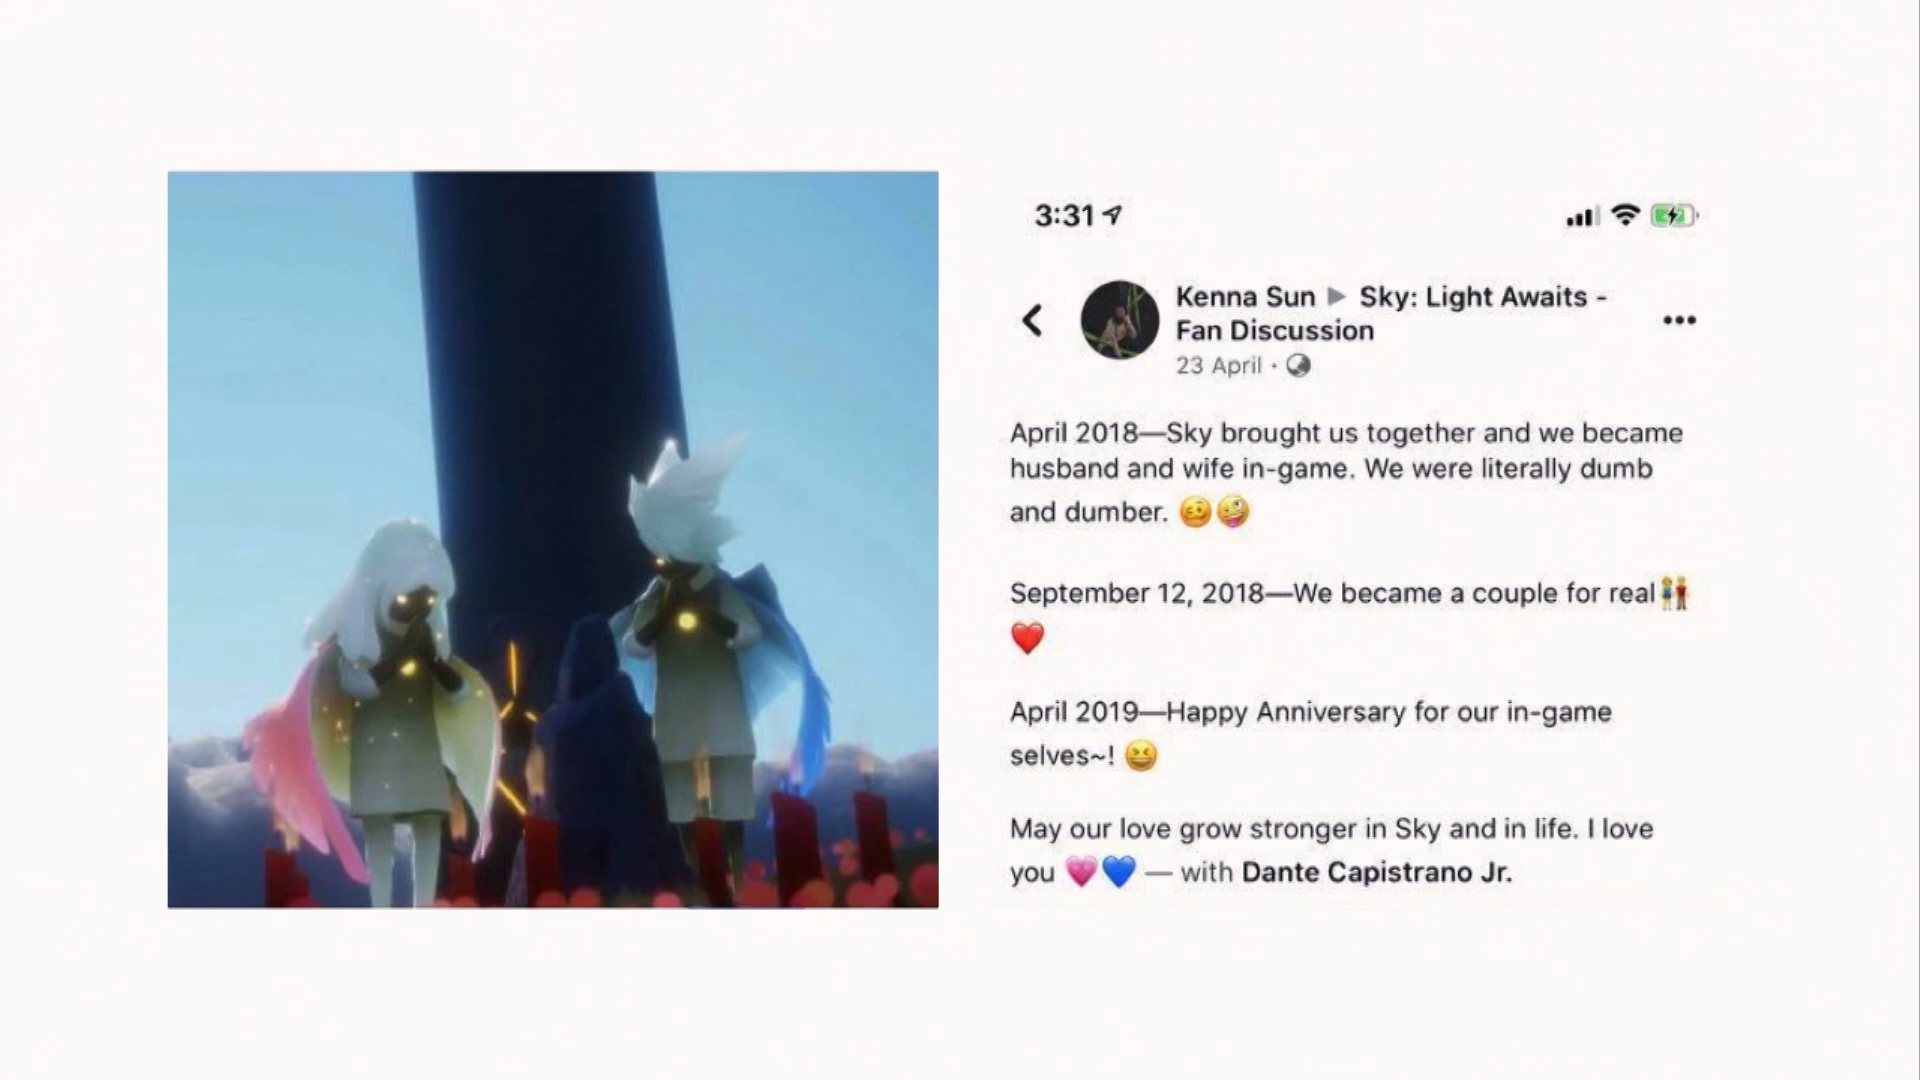 3:31
Kenna Sun ▶ Sky: Light Awaits -
Fan Discussion
23 April ·
April 2018—Sky brought us together and we became
husband and wife in-game. We were literally dumb
and dumber. 🥴🤪
September 12, 2018—We became a couple for real👫
❤️
April 2019—Happy Anniversary for our in-game
selves~! 😆
May our love grow stronger in Sky and in life. I love
you 💗💙 — with Dante Capistrano Jr.